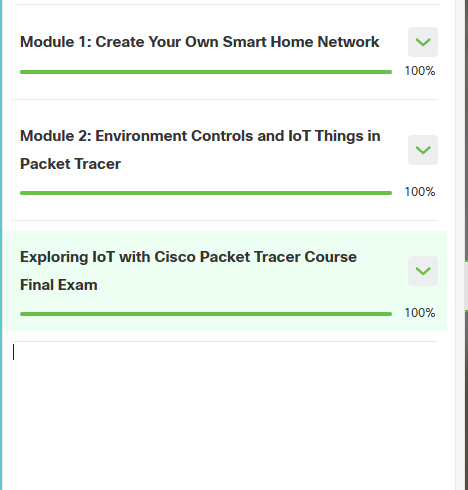 Module 1: Create Your Own Smart Home Network
100%
Module 2: Environment Controls and IoT Things in
Packet Tracer
100%
Exploring IoT with Cisco Packet Tracer Course
Final Exam
100%